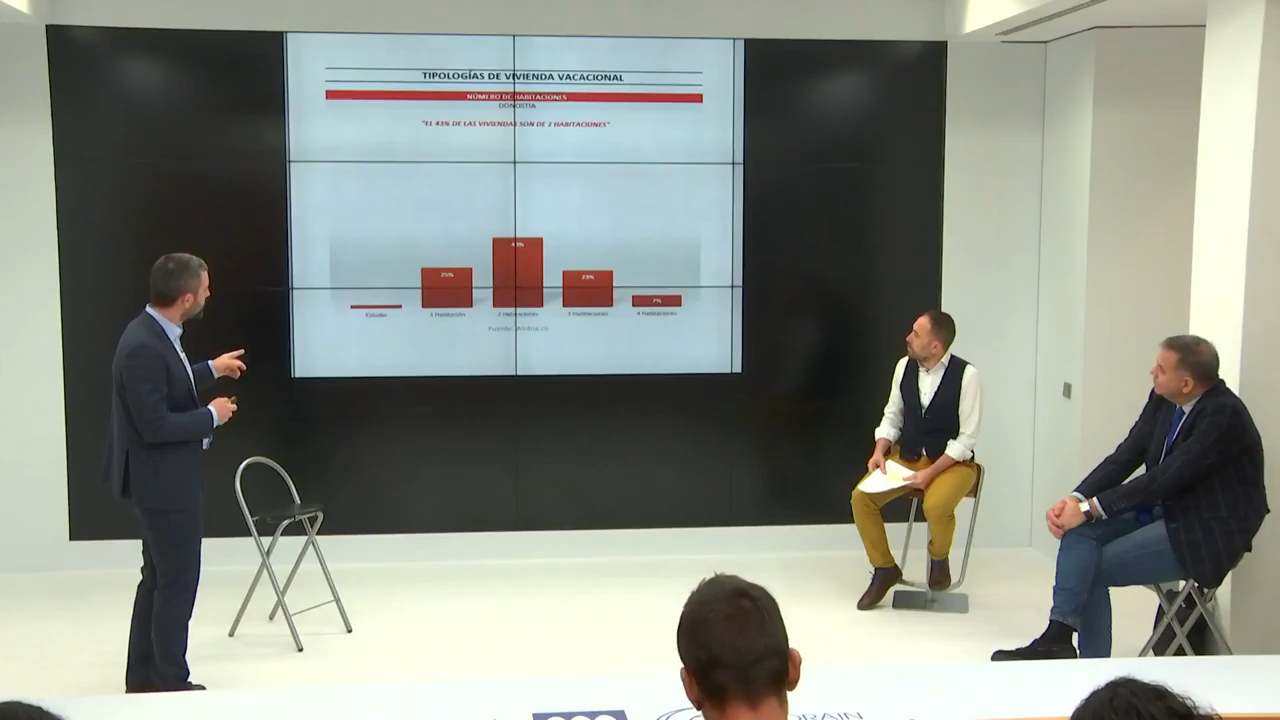 TIPOLOGÍAS DE VIVIENDA VACACIONAL
NÚMERO DE HABITACIONES
DONOSTIA
"EL 43% DE LAS VIVIENDAS SON DE 2 HABITACIONES"
25% 43% 23% 7%
Estudio 1 Habitación 2 Habitaciones 3 Habitaciones 4 Habitaciones
Fuente: